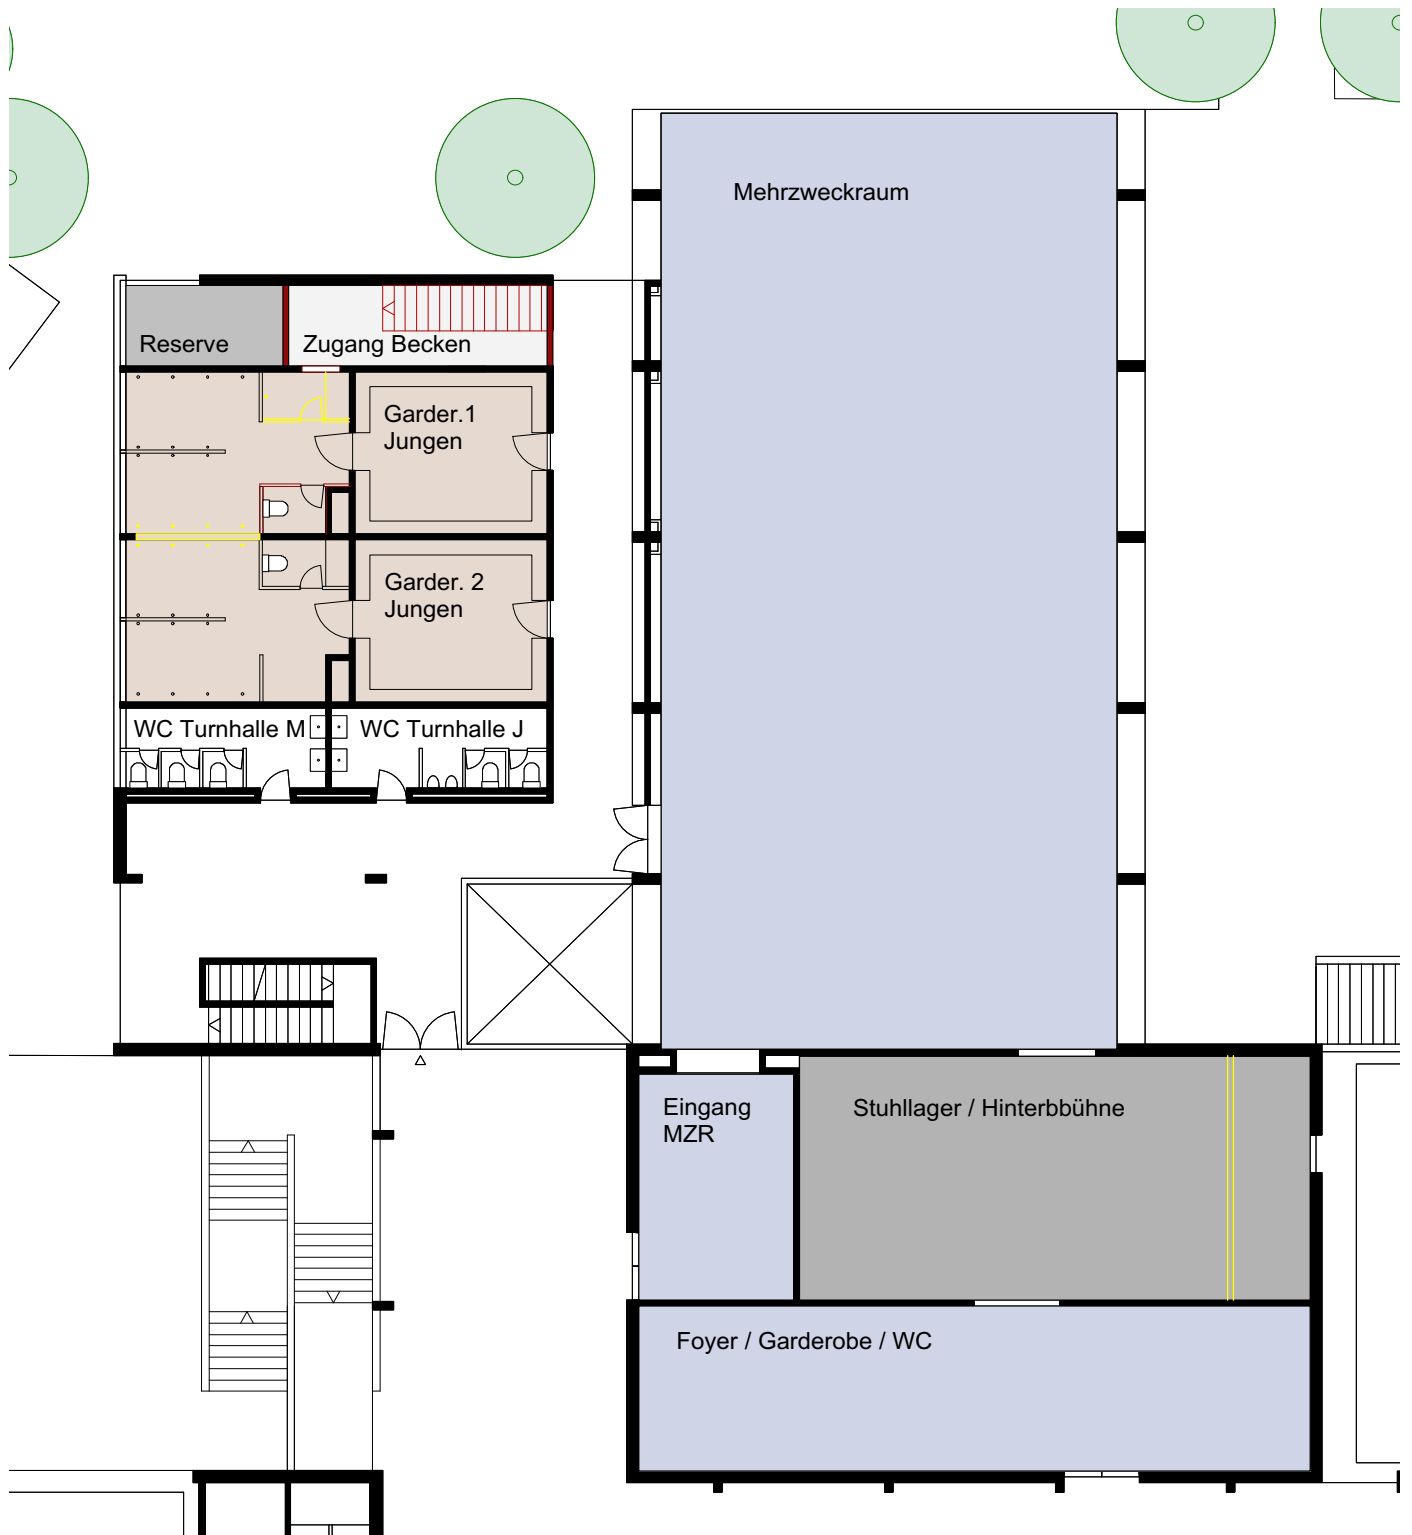 Mehrzweckraum
Reserve
Zugang Becken
Garder.1
Jungen
Garder. 2
Jungen
WC Turnhalle M
WC Turnhalle J
Eingang
MZR
Stuhllager / Hinterbbühne
Foyer / Garderobe / WC